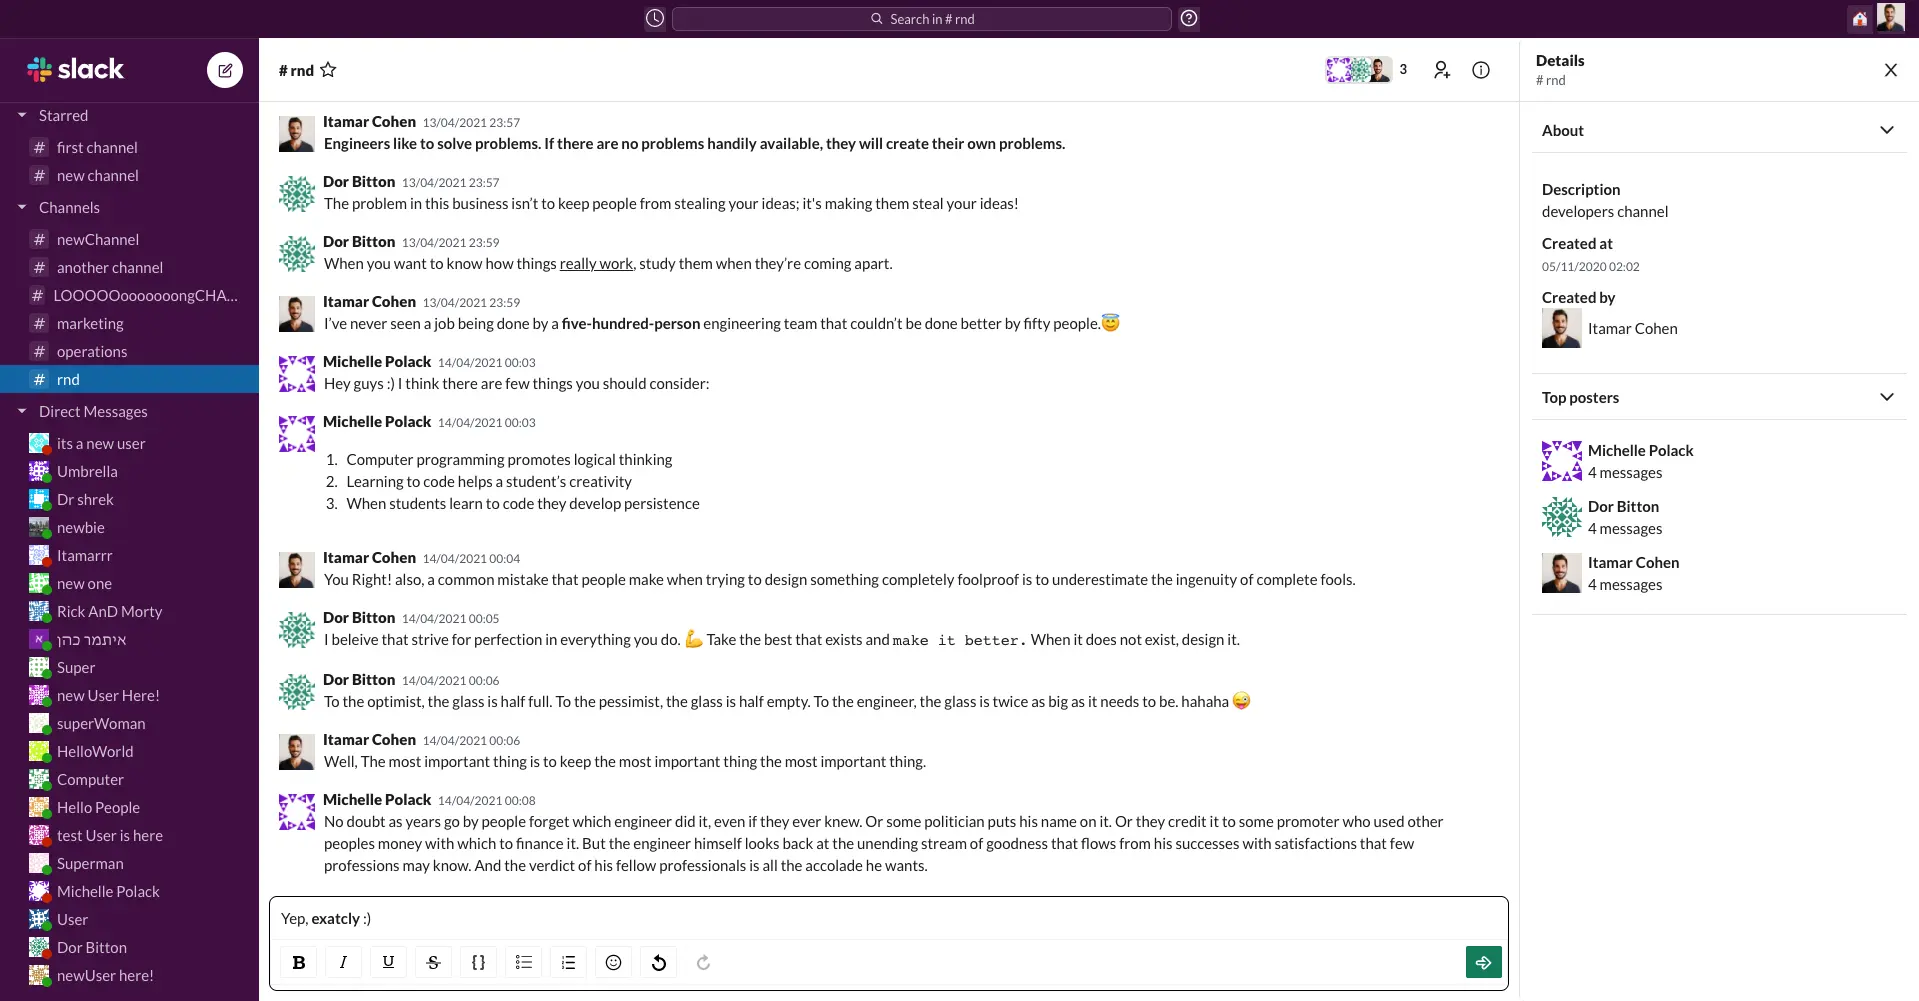 Search in # rnd
slack
Starred
# first channel
# new channel
Channels
# newChannel
# another channel
# LOOOOOoooooooongCHA...
# marketing
# operations
# rnd
Direct Messages
its a new user
Umbrella
Dr shrek
newbie
Itamarrr
new one
Rick AnD Morty
א איתמר כהן
Super
new User Here!
superWoman
HelloWorld
Computer
Hello People
test User is here
Superman
Michelle Polack
User
Dor Bitton
newUser here!
# rnd
3
Itamar Cohen 13/04/2021 23:57
Engineers like to solve problems. If there are no problems handily available, they will create their own problems.
Dor Bitton 13/04/2021 23:57
The problem in this business isn’t to keep people from stealing your ideas; it's making them steal your ideas!
Dor Bitton 13/04/2021 23:59
When you want to know how things really work, study them when they’re coming apart.
Itamar Cohen 13/04/2021 23:59
I’ve never seen a job being done by a five-hundred-person engineering team that couldn’t be done better by fifty people.😇
Michelle Polack 14/04/2021 00:03
Hey guys :) I think there are few things you should consider:
Michelle Polack 14/04/2021 00:03
1. Computer programming promotes logical thinking
2. Learning to code helps a student’s creativity
3. When students learn to code they develop persistence
Itamar Cohen 14/04/2021 00:04
You Right! also, a common mistake that people make when trying to design something completely foolproof is to underestimate the ingenuity of complete fools.
Dor Bitton 14/04/2021 00:05
I beleive that strive for perfection in everything you do. 💪 Take the best that exists and make it better. When it does not exist, design it.
Dor Bitton 14/04/2021 00:06
To the optimist, the glass is half full. To the pessimist, the glass is half empty. To the engineer, the glass is twice as big as it needs to be. hahaha 😜
Itamar Cohen 14/04/2021 00:06
Well, The most important thing is to keep the most important thing the most important thing.
Michelle Polack 14/04/2021 00:08
No doubt as years go by people forget which engineer did it, even if they ever knew. Or some politician puts his name on it. Or they credit it to some promoter who used other
peoples money with which to finance it. But the engineer himself looks back at the unending stream of goodness that flows from his successes with satisfactions that few
professions may know. And the verdict of his fellow professionals is all the accolade he wants.
Yep, exatcly :)
B I U S {}
Details
# rnd
About
Description
developers channel
Created at
05/11/2020 02:02
Created by
Itamar Cohen
Top posters
Michelle Polack
4 messages
Dor Bitton
4 messages
Itamar Cohen
4 messages